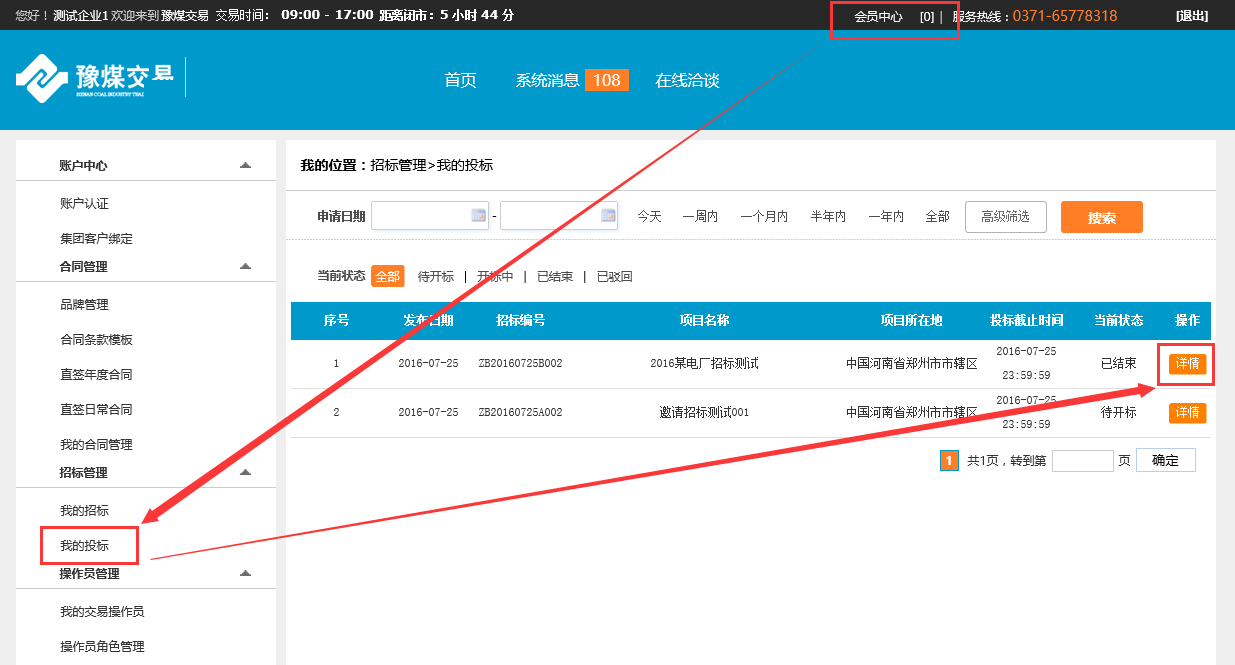 您好！测试企业1 欢迎来到 豫煤交易 交易时间： 09:00 - 17:00 距离闭市：5 小时 44 分
会员中心 [0] | 服务热线：0371-65778318 [退出]
豫煤交易
HENAN COAL INDUSTRY TRAI
首页 系统消息 108 在线洽谈
账户中心
账户认证
集团客户绑定
合同管理
品牌管理
合同条款模板
直签年度合同
直签日常合同
我的合同管理
招标管理
我的招标
我的投标
操作员管理
我的交易操作员
操作员角色管理
我的位置：招标管理>我的投标
申请日期 - 今天 一周内 一个月内 半年内 一年内 全部 高级筛选 搜索
当前状态 全部 待开标 | 开标中 | 已结束 | 已驳回
序号 发布日期 招标编号 项目名称 项目所在地 投标截止时间 当前状态 操作
1 2016-07-25 ZB20160725B002 2016某电厂招标测试 中国河南省郑州市市辖区 2016-07-25 23:59:59 已结束 详情
2 2016-07-25 ZB20160725A002 邀请招标测试001 中国河南省郑州市市辖区 2016-07-25 23:59:59 待开标 详情
1 共1页，转到第 页 确定